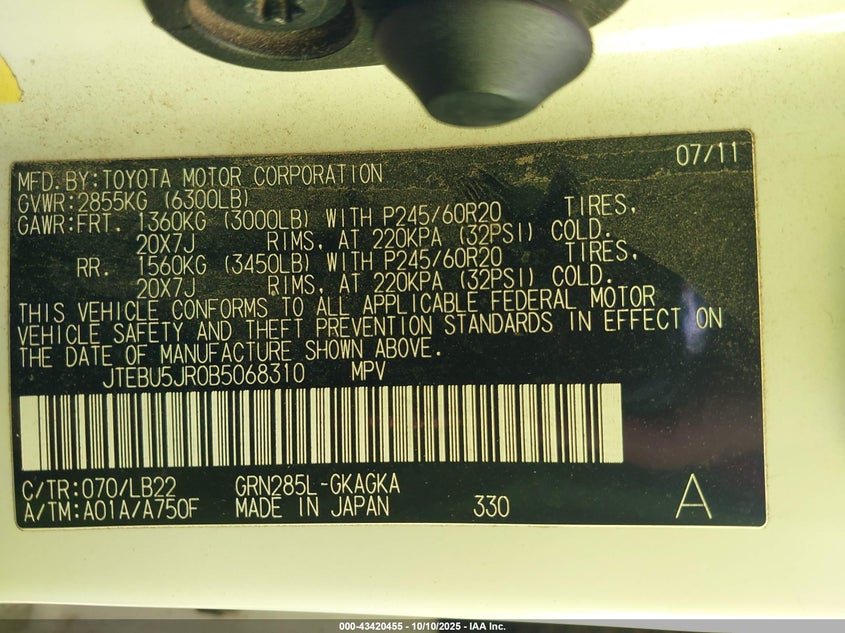 07/11
MFD.BY:TOYOTA MOTOR CORPORATION
GVWR:2855KG (6300LB)
GAWR:FRT. 1360KG (3000LB) WITH P245/60R20 TIRES,
20X7J RIMS, AT 220KPA (32PSI) COLD.
RR. 1560KG (3450LB) WITH P245/60R20 TIRES,
20X7J RIMS, AT 220KPA (32PSI) COLD.
THIS VEHICLE CONFORMS TO ALL APPLICABLE FEDERAL MOTOR
VEHICLE SAFETY AND THEFT PREVENTION STANDARDS IN EFFECT ON
THE DATE OF MANUFACTURE SHOWN ABOVE.
JTEBU5JR0B5068310 MPV
C/TR:070/LB22 GRN285L-GKAGKA
A/TM:A01A/A750F MADE IN JAPAN 330 A
000-43420455 - 10/10/2025 - IAA Inc.